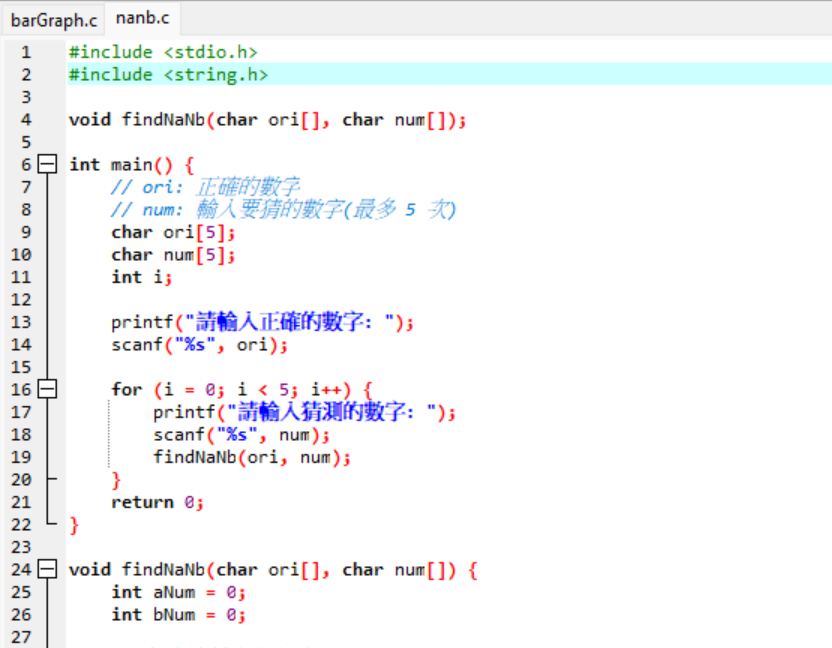 barGraph.c nanb.c
1 #include <stdio.h>
2 #include <string.h>
3
4 void findNaNb(char ori[], char num[]);
5
6 int main() {
7 // ori: 正確的數字
8 // num: 輸入要猜的數字(最多 5 次)
9 char ori[5];
10 char num[5];
11 int i;
12
13 printf("請輸入正確的數字: ");
14 scanf("%s", ori);
15
16 for (i = 0; i < 5; i++) {
17 printf("請輸入猜測的數字: ");
18 scanf("%s", num);
19 findNaNb(ori, num);
20 }
21 return 0;
22 }
23
24 void findNaNb(char ori[], char num[]) {
25 int aNum = 0;
26 int bNum = 0;
27